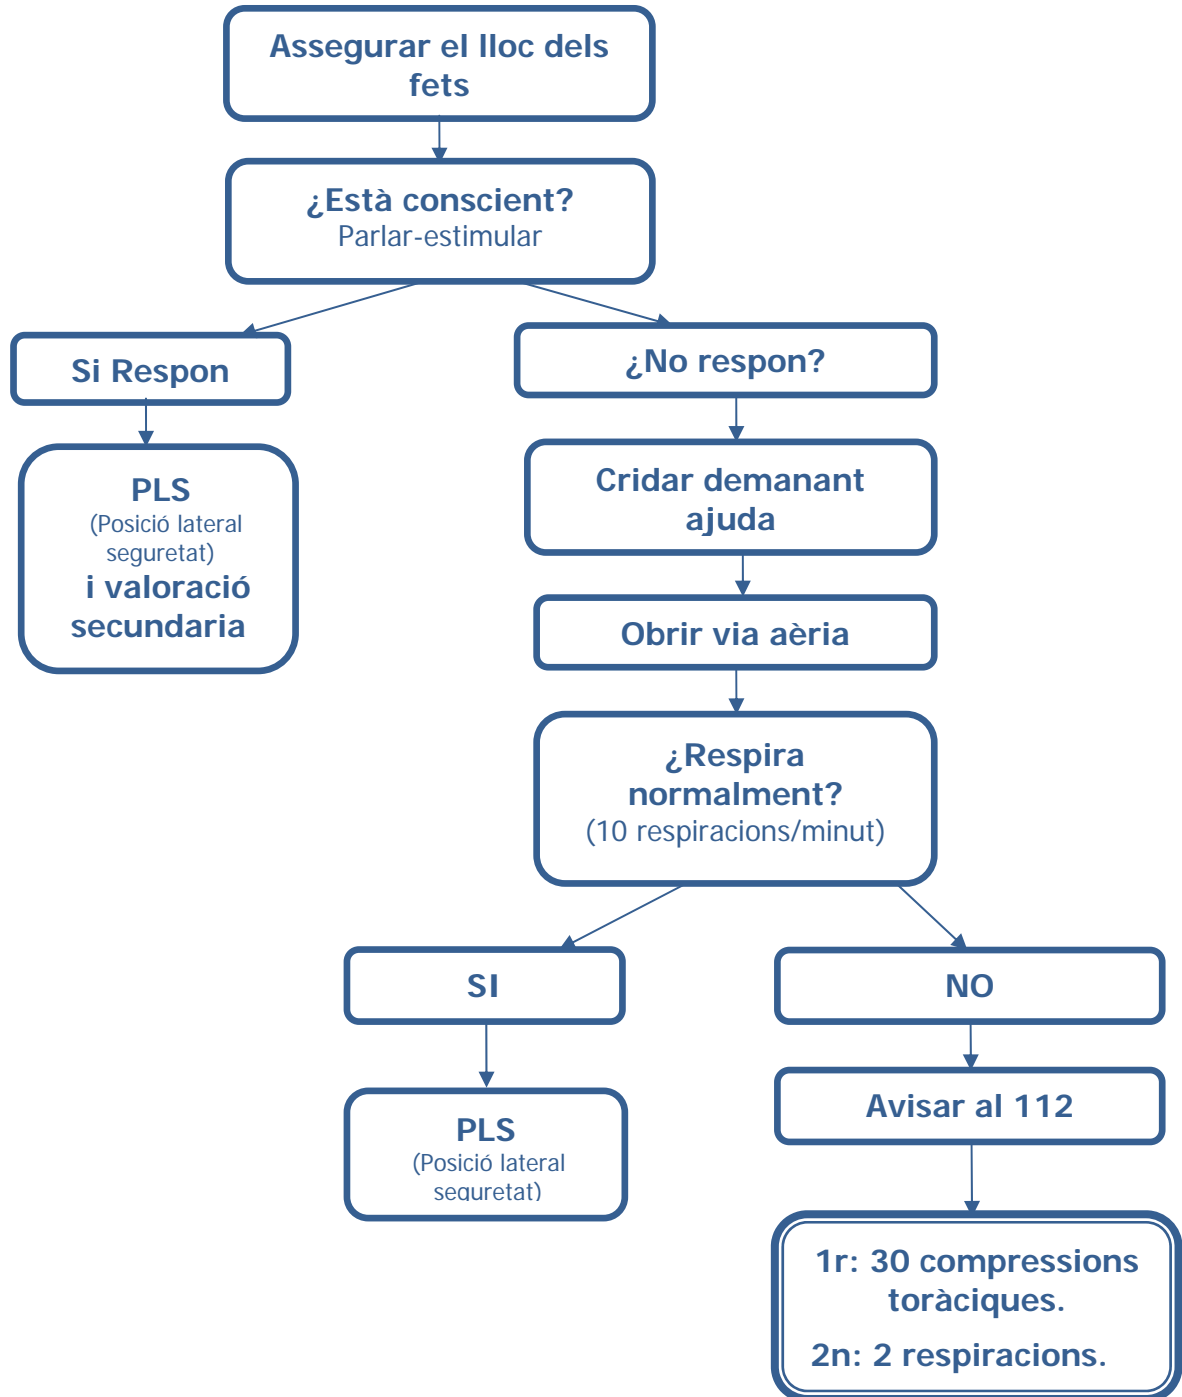 Assegurar el lloc dels
fets
¿Està conscient?
Parlar-estimular
Si Respon
¿No respon?
PLS
(Posició lateral
seguretat)
i valoració
secundaria
Cridar demanant
ajuda
Obrir via aèria
¿Respira
normalment?
(10 respiracions/minut)
SI
NO
PLS
(Posició lateral
seguretat)
Avisar al 112
1r: 30 compressions
toràciques.
2n: 2 respiracions.